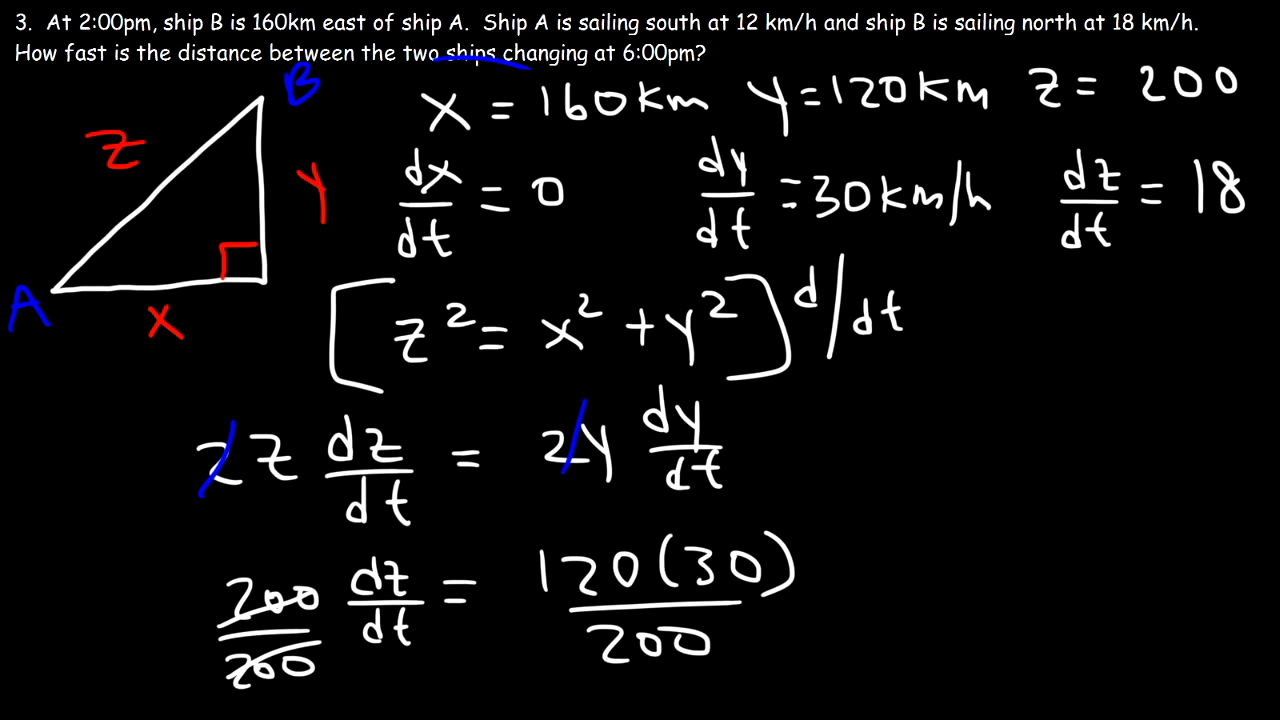 3. At 2:00pm, ship B is 160km east of ship A. Ship A is sailing south at 12 km/h and ship B is sailing north at 18 km/h.
How fast is the distance between the two ships changing at 6:00pm?
B
x = 160km y = 120km z = 200
z
y
dx/dt = 0 dy/dt = 30km/h dz/dt = 18
A
x
[z² = x² + y²] d/dt
2z dz/dt = 2y dy/dt
200/200 dz/dt = 120(30)/200